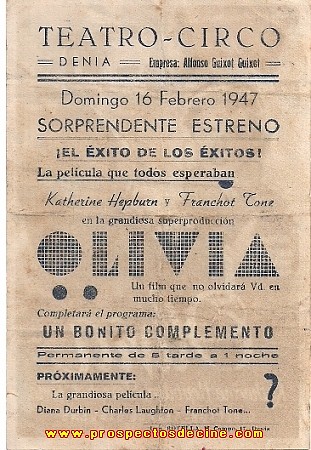 TEATRO-CIRCO
DENIA Empresa: Alfonso Guixot Guixot
Domingo 16 Febrero 1947
SORPRENDENTE ESTRENO
¡EL ÉXITO DE LOS ÉXITOS!
La película que todos esperaban
Katherine Hepburn y Franchot Tone
en la grandiosa superproducción
OLIVIA
Un film que no olvidará Vd. en
mucho tiempo.
Completará el programa:
UN BONITO COMPLEMENTO
Permanente de 5 tarde a 1 noche
PRÓXIMAMENTE:
La grandiosa película..
?
Diana Durbin - Charles Laughton - Franchot Tone...
Denia
www.prospectosdecine.com